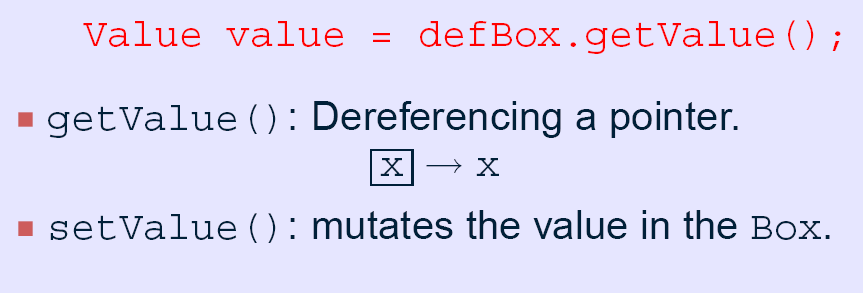 Value value = defBox.getValue();
■ getValue(): Dereferencing a pointer.
x → x
■ setValue(): mutates the value in the Box.